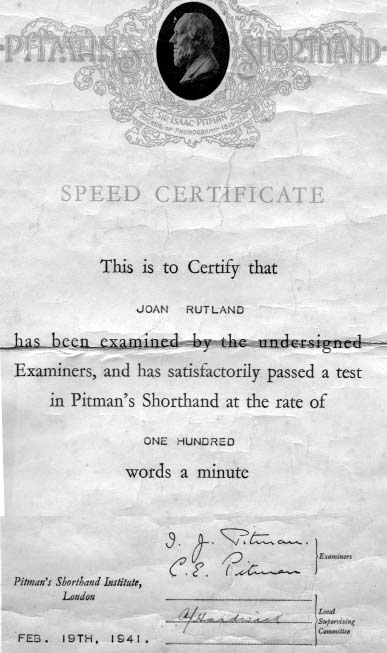 PITMAN'S SHORTHAND
SIR ISAAC PITMAN
SPEED CERTIFICATE
This is to Certify that
JOAN RUTLAND
has been examined by the undersigned
Examiners, and has satisfactorily passed a test
in Pitman's Shorthand at the rate of
ONE HUNDRED
words a minute
I. J. Pitman.
C. E. Pitman
Examiners
Pitman's Shorthand Institute,
London
Hardwick
Local
Supervising
Committee
FEB. 19TH, 1941.